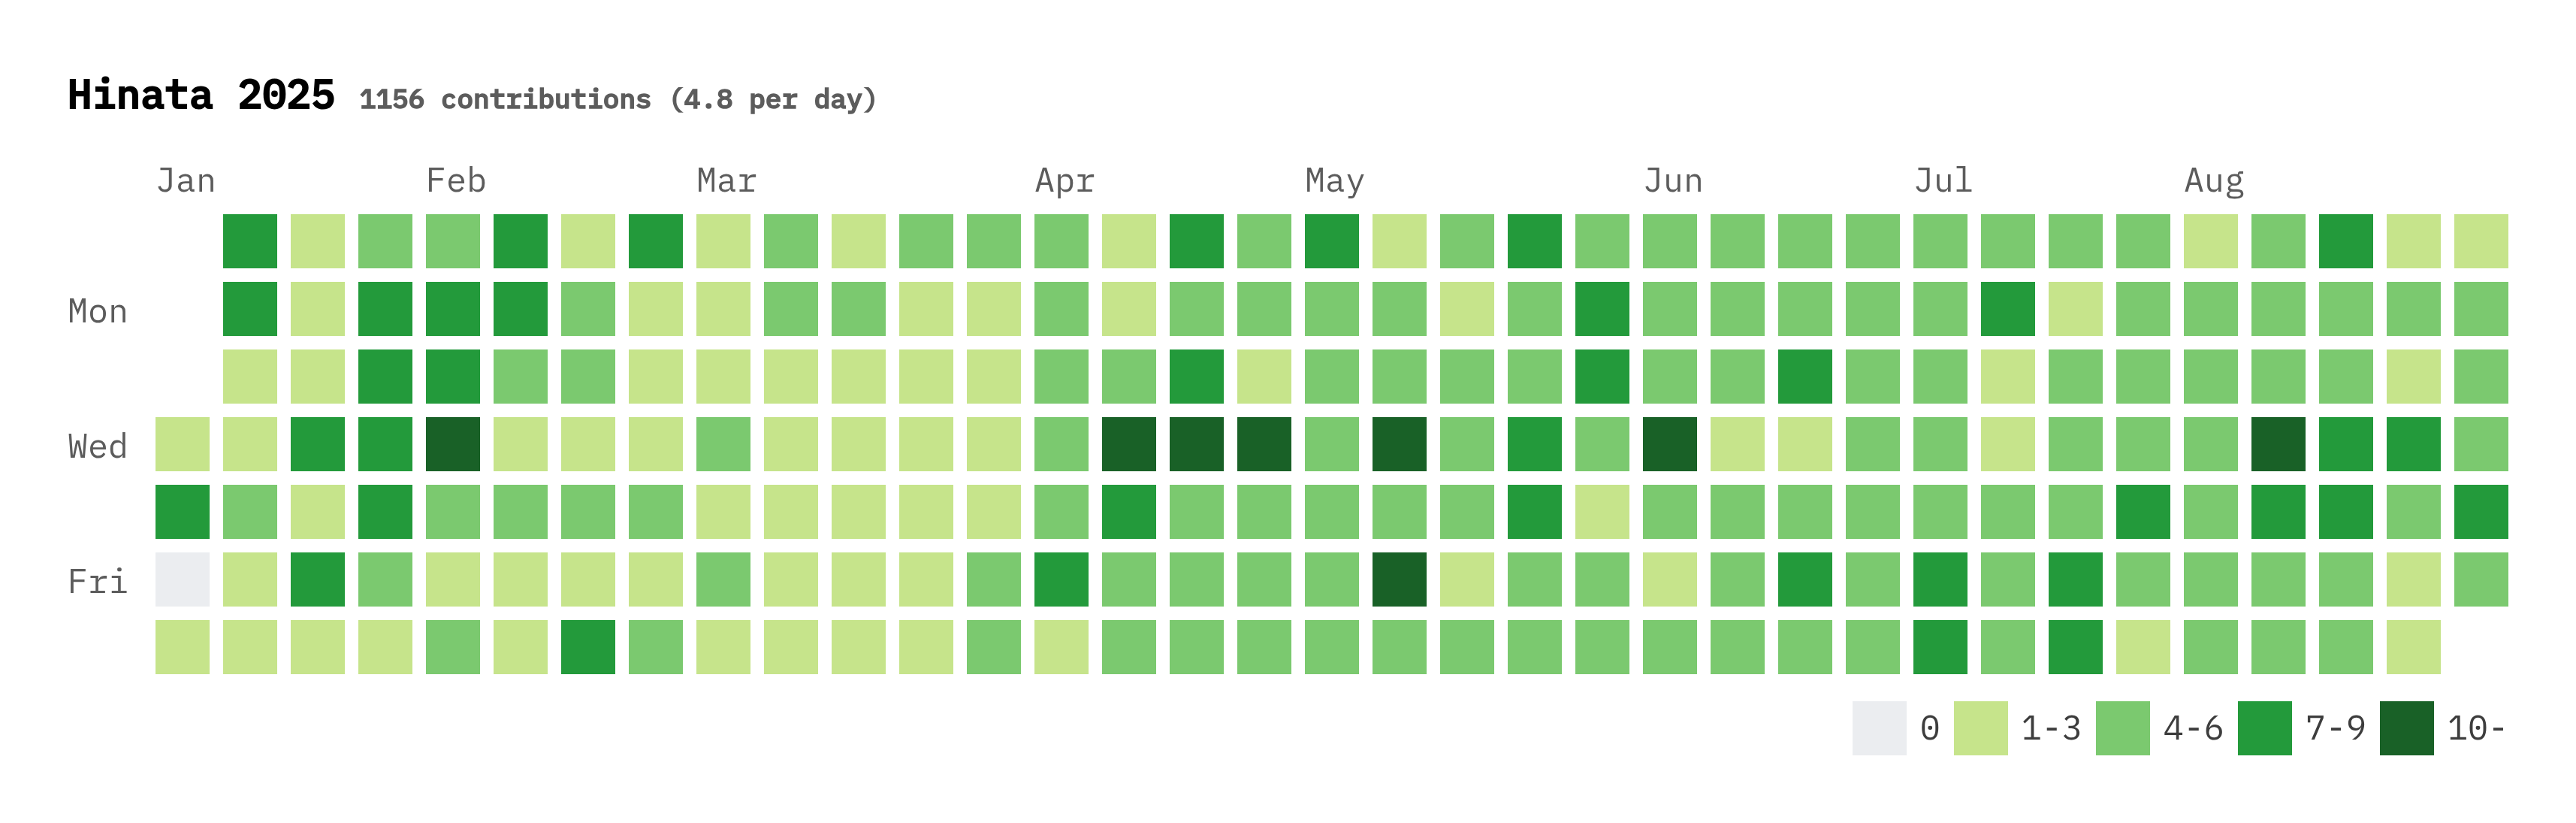 Hinata 2025 1156 contributions (4.8 per day)
Jan Feb Mar Apr May Jun Jul Aug
Mon
Wed
Fri
0 1-3 4-6 7-9 10-